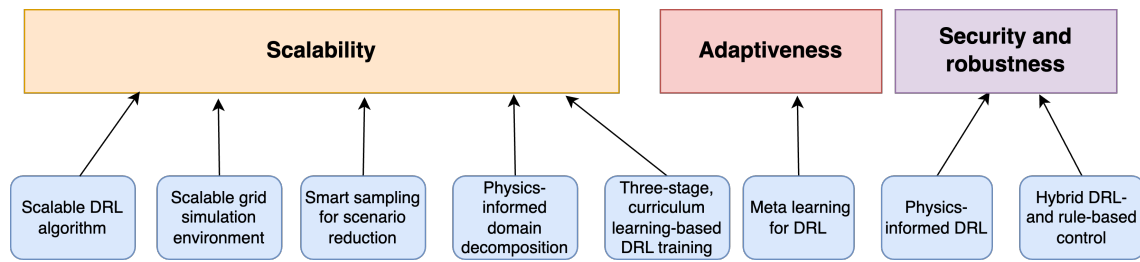 Scalability
Adaptiveness
Security and
robustness
Scalable DRL
algorithm
Scalable grid
simulation
environment
Smart sampling
for scenario
reduction
Physics-
informed
domain
decomposition
Three-stage,
curriculum
learning-based
DRL training
Meta learning
for DRL
Physics-
informed DRL
Hybrid DRL-
and rule-based
control